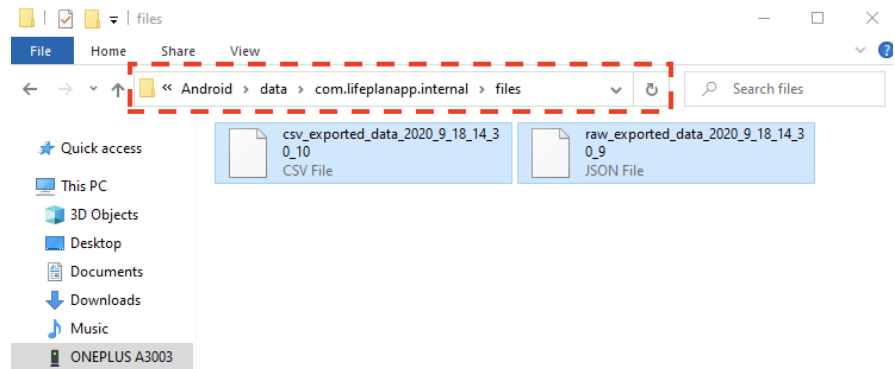 files
File Home Share View
« Android › data › com.lifeplanapp.internal › files
Search files
Quick access
This PC
3D Objects
Desktop
Documents
Downloads
Music
ONEPLUS A3003
csv_exported_data_2020_9_18_14_3
0_10
CSV File
raw_exported_data_2020_9_18_14_3
0_9
JSON File